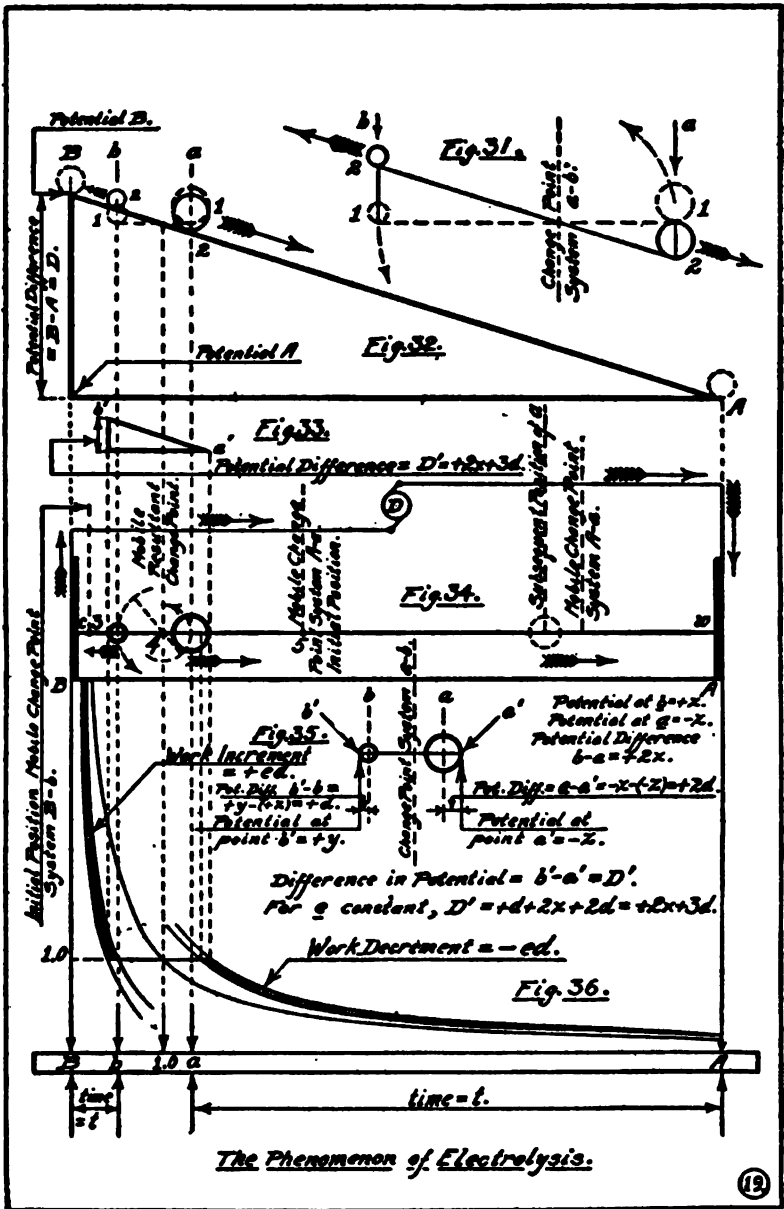 Potential B.
B b a
2
1
1
2
b
2
1
Fig. 31.
Change Point
System a-b.
a
1
2
Potential Difference
= B-A = D.
Potential A
Fig. 32.
A
b'
a'
Fig. 33.
Potential Difference = D' = +2x+3d.
Mobile
Resultant
Change Point.
Mobile Change
Point System A-a
Initial Position.
D
Subsequent Position of a
Mobile Change Point
System A-a.
Fig. 34.
B
A
Initial Position Mobile Change Point
System B-b.
Fig. 35.
b'
b
a
a'
Change Point System a-b.
Potential at b=+x.
Potential at a=-x.
Potential Difference
b-a=+2x.
Work Increment
= +ed.
Pot. Diff. b'-b=
+y-(+x)=+d.
Potential at
point b'=+y.
Pot. Diff.= a-a'=-x-(-z)=+2d.
Potential at
point a'=-z.
Difference in Potential = b'-a' = D'.
For e constant, D' = +d+2x+2d=+2x+3d.
1.0
Work Decrement = -ed.
Fig. 36.
B b 1.0 a A
time
= t
time = t.
The Phenomenon of Electrolysis.
12